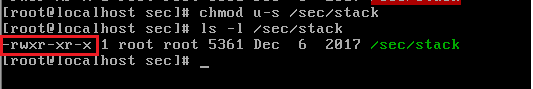 [root@localhost sec]# chmod u-s /sec/stack
[root@localhost sec]# ls -l /sec/stack
-rwxr-xr-x 1 root root 5361 Dec  6  2017 /sec/stack
[root@localhost sec]# _